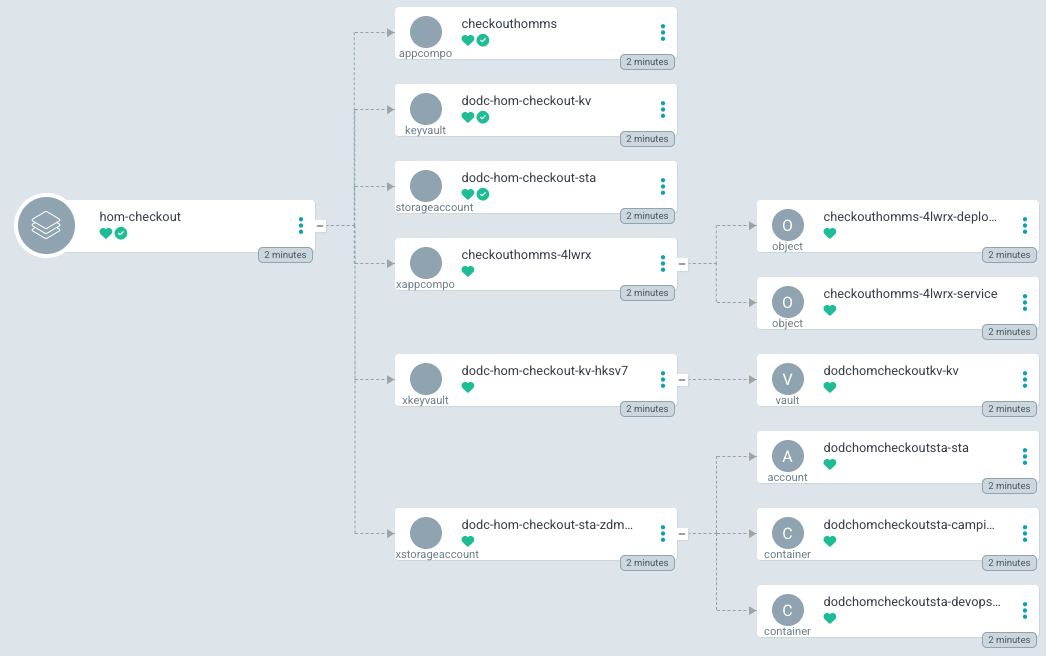 hom-checkout
2 minutes
checkouthomms
appcompo
2 minutes
dodc-hom-checkout-kv
keyvault
2 minutes
dodc-hom-checkout-sta
storageaccount
2 minutes
checkouthomms-4lwrx
xappcompo
2 minutes
dodc-hom-checkout-kv-hksv7
xkeyvault
2 minutes
dodc-hom-checkout-sta-zdm...
xstorageaccount
2 minutes
O
checkouthomms-4lwrx-deplo...
object
2 minutes
O
checkouthomms-4lwrx-service
object
2 minutes
V
dodchomcheckoutkv-kv
vault
2 minutes
A
dodchomcheckoutsta-sta
account
2 minutes
C
dodchomcheckoutsta-campi...
container
2 minutes
C
dodchomcheckoutsta-devops...
container
2 minutes